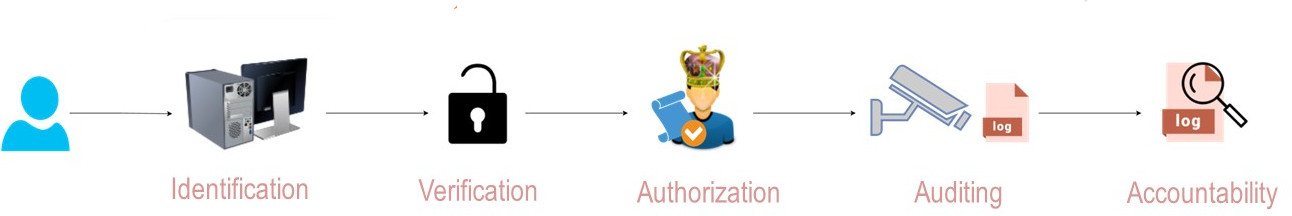 log
log
Identification
Verification
Authorization
Auditing
Accountability